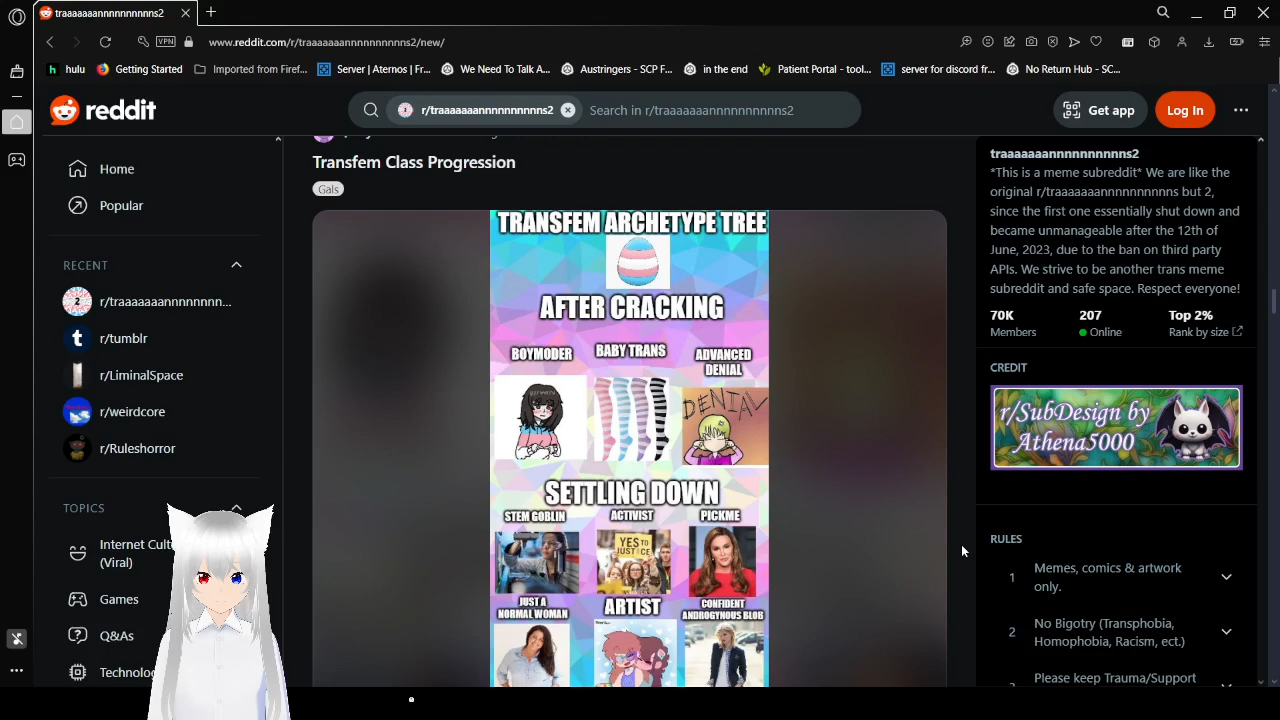 traaaaaaannnnnnnnnns2
www.reddit.com/r/traaaaaaannnnnnnnnns2/new/
VPN
hulu
Getting Started
Imported from Firef...
Server | Aternos | Fr...
We Need To Talk A...
Austringers - SCP F...
in the end
Patient Portal - tool...
server for discord fr...
No Return Hub - SC...
reddit
r/traaaaaaannnnnnnnnns2
Search in r/traaaaaaannnnnnnnnns2
Get app
Log In
Home
Popular
RECENT
2
r/traaaaaaannnnnnn...
r/tumblr
r/LiminalSpace
r/weirdcore
r/Ruleshorror
TOPICS
Internet Cult
(Viral)
Games
Q&As
Technolog
Transfem Class Progression
Gals
TRANSFEM ARCHETYPE TREE
AFTER CRACKING
BOYMODER
BABY TRANS
ADVANCED
DENIAL
DENIAL
SETTLING DOWN
STEM GOBLIN
ACTIVIST
PICKME
YES TO
JUSTICE
JUST A
NORMAL WOMAN
ARTIST
CONFIDENT
ANDROGYNOUS BLOB
traaaaaaannnnnnnnnns2
*This is a meme subreddit* We are like the
original r/traaaaaaannnnnnnnnns but 2,
since the first one essentially shut down and
became unmanageable after the 12th of
June, 2023, due to the ban on third party
APIs. We strive to be another trans meme
subreddit and safe space. Respect everyone!
70K
Members
207
Online
Top 2%
Rank by size
CREDIT
r/SubDesign by
Athena5000
RULES
1
Memes, comics & artwork
only.
2
No Bigotry (Transphobia,
Homophobia, Racism, ect.)
Please keep Trauma/Support